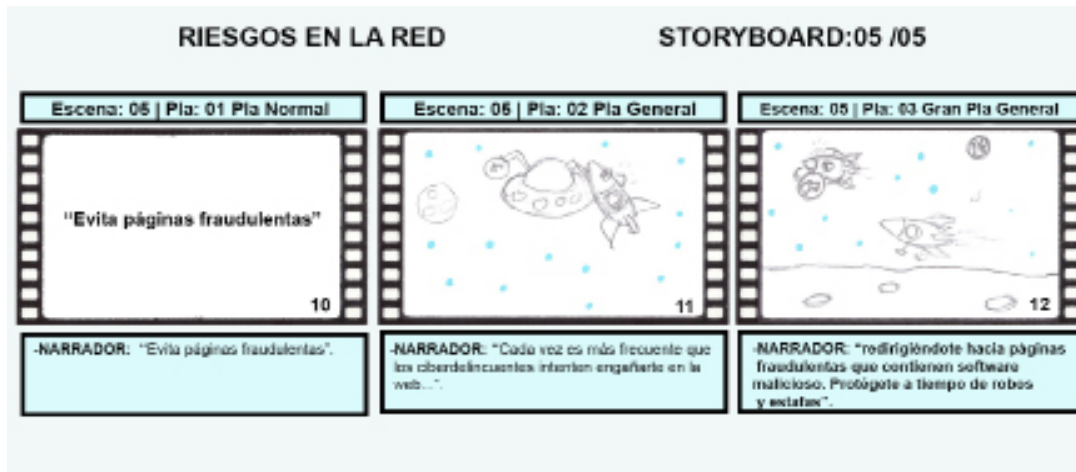 RIESGOS EN LA RED
STORYBOARD:05 /05
Escena: 05 | Pla: 01 Pla Normal
Escena: 05 | Pla: 02 Pla General
Escena: 05 | Pla: 03 Gran Pla General
“Evita páginas fraudulentas”
10
11
12
-NARRADOR: “Evita páginas fraudulentas”.
-NARRADOR: “Cada vez es más frecuente que
los ciberdelincuentes intenten engañarte en la
web...”.
-NARRADOR: “redirigiéndote hacia páginas
fraudulentas que contienen software
malicioso. Protégete a tiempo de robos
y estafas”.